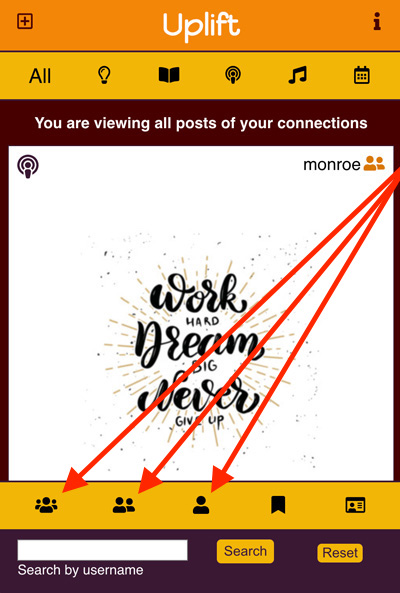 Uplift
All
You are viewing all posts of your connections
monroe
Work
HARD
Dream
BIG
Never
GIVE UP
Search
Reset
Search by username